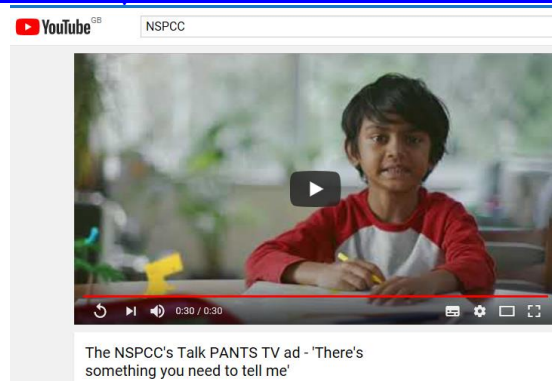 YouTube GB
NSPCC
0:30 / 0:30
The NSPCC's Talk PANTS TV ad - 'There's
something you need to tell me'